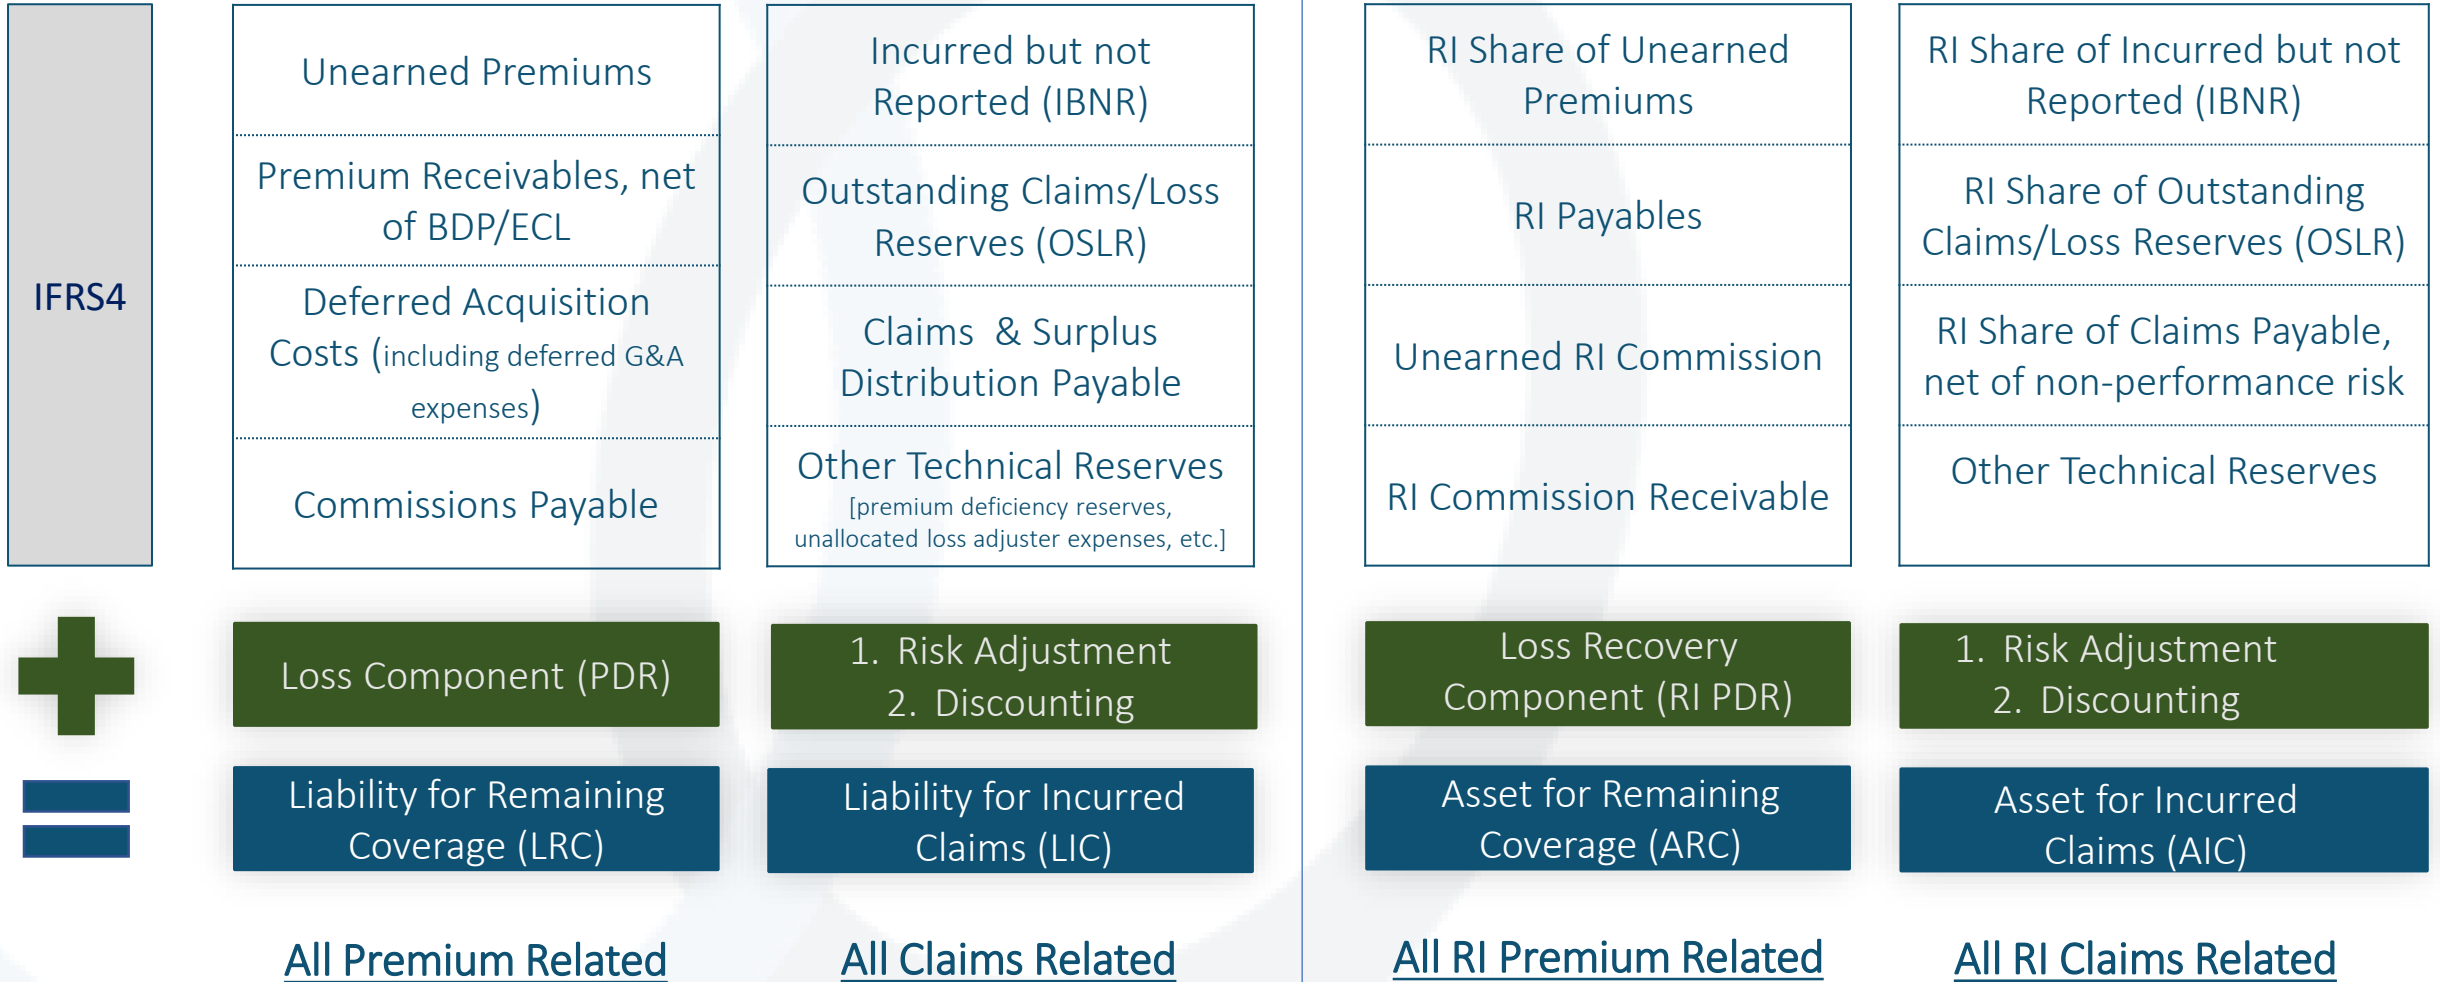 IFRS4
Unearned Premiums
Premium Receivables, net
of BDP/ECL
Deferred Acquisition
Costs (including deferred G&A
expenses)
Commissions Payable
Loss Component (PDR)
Liability for Remaining
Coverage (LRC)
All Premium Related
Incurred but not
Reported (IBNR)
Outstanding Claims/Loss
Reserves (OSLR)
Claims & Surplus
Distribution Payable
Other Technical Reserves
[premium deficiency reserves,
unallocated loss adjuster expenses, etc.]
1. Risk Adjustment
2. Discounting
Liability for Incurred
Claims (LIC)
All Claims Related
RI Share of Unearned
Premiums
RI Payables
Unearned RI Commission
RI Commission Receivable
Loss Recovery
Component (RI PDR)
Asset for Remaining
Coverage (ARC)
All RI Premium Related
RI Share of Incurred but not
Reported (IBNR)
RI Share of Outstanding
Claims/Loss Reserves (OSLR)
RI Share of Claims Payable,
net of non-performance risk
Other Technical Reserves
1. Risk Adjustment
2. Discounting
Asset for Incurred
Claims (AIC)
All RI Claims Related